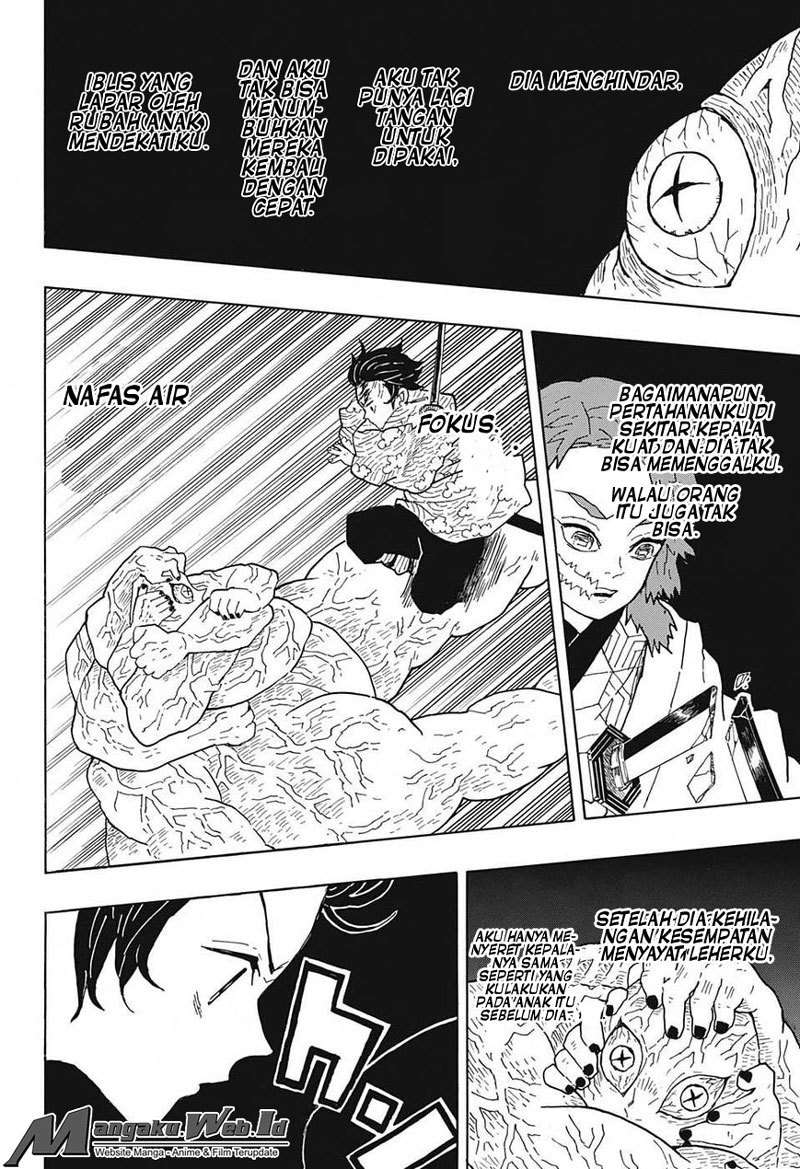 DIA MENGHINDAR,
AKU TAK
PUNYA LAGI
TANGAN
UNTUK
DIPAKAI,
DAN AKU
TAK BISA
MENUM-
BUHKAN
MEREKA
KEMBALI
DENGAN
CEPAT.
IBLIS YANG
LAPAR OLEH
RUBAH(ANAK)
MENDEKATIKU.
BAGAIMANAPUN,
PERTAHANANKU DI
SEKITAR KEPALA
KUAT DAN DIA TAK
BISA MEMENGGALKU.
WALAU ORANG
ITU JUGA TAK
BISA.
FOKUS.
NAFAS AIR
SETELAH DIA KEHILA-
NGAN KESEMPATAN
MENYAYAT LEHERKU,
AKU HANYA ME-
NYERET KEPALA-
NYA SAMA
SEPERTI YANG
KULAKUKAN
PADA ANAK ITU
SEBELUM DIA-
Mangaku.Web.Id
Website Manga - Anime & Film Terupdate